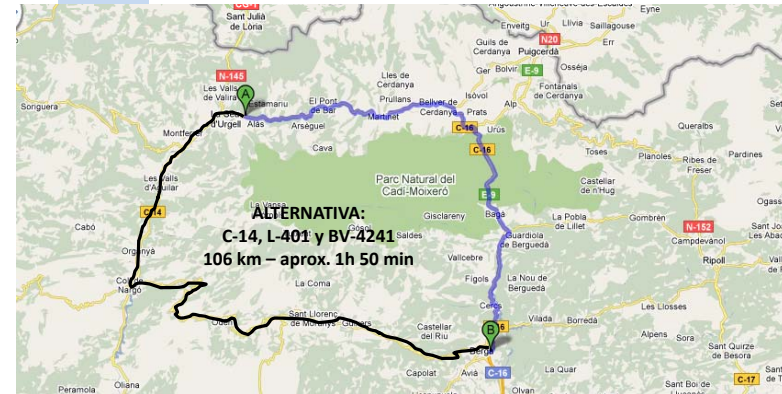 Sant Julià
de Lòria
Enveitg
Ur
Llívia
Saillagouse
Eyne
Guils de
Cerdanya
Puigcerdà
N20
Err
N-145
Les Valls
de Valira
A
Estamariu
Lles de
Cerdanya
Ger
Bolvir
E-9
Osséja
Fontanals
de Cerdanya
Songuera
d'Urgell
Alàs
El Pont
de Bar
Arsèguel
Prullans
Martinet
Bellver de
Cerdanya
Isòvol
Prats
Alp
C-16
Urús
Montferrer
Cava
C-16
Toses
Planoles
Ribes de
Freser
Queralbs
Pardines
Les Valls
d'Aguilar
Parc Natural del
Cadí-Moixeró
Castellar
de n'Hug
E-9
C-14
Cabó
Organyà
ALTERNATIVA:
C-14, L-401 y BV-4241
106 km – aprox. 1h 50 min
Gisclareny
Bagà
Saldes
La Pobla
de Lillet
Gombrèn
N-152
Campdevànol
Guardiola
de Berguedà
Vallcebre
Ripoll
Coll de
Nargó
La Coma
Fígols
La Nou de
Berguedà
Cercs
Les Llosses
Sant Llorenç
de Morunys
Guixers
Castellar
del Riu
B
Vilada
Borredà
Alpens
Sora
Sant Quirze
de Besora
Berga
Capolat
Avià
C-16
La Quar
C-17
Peramola
Oliana
Olvan
Sant Boi de